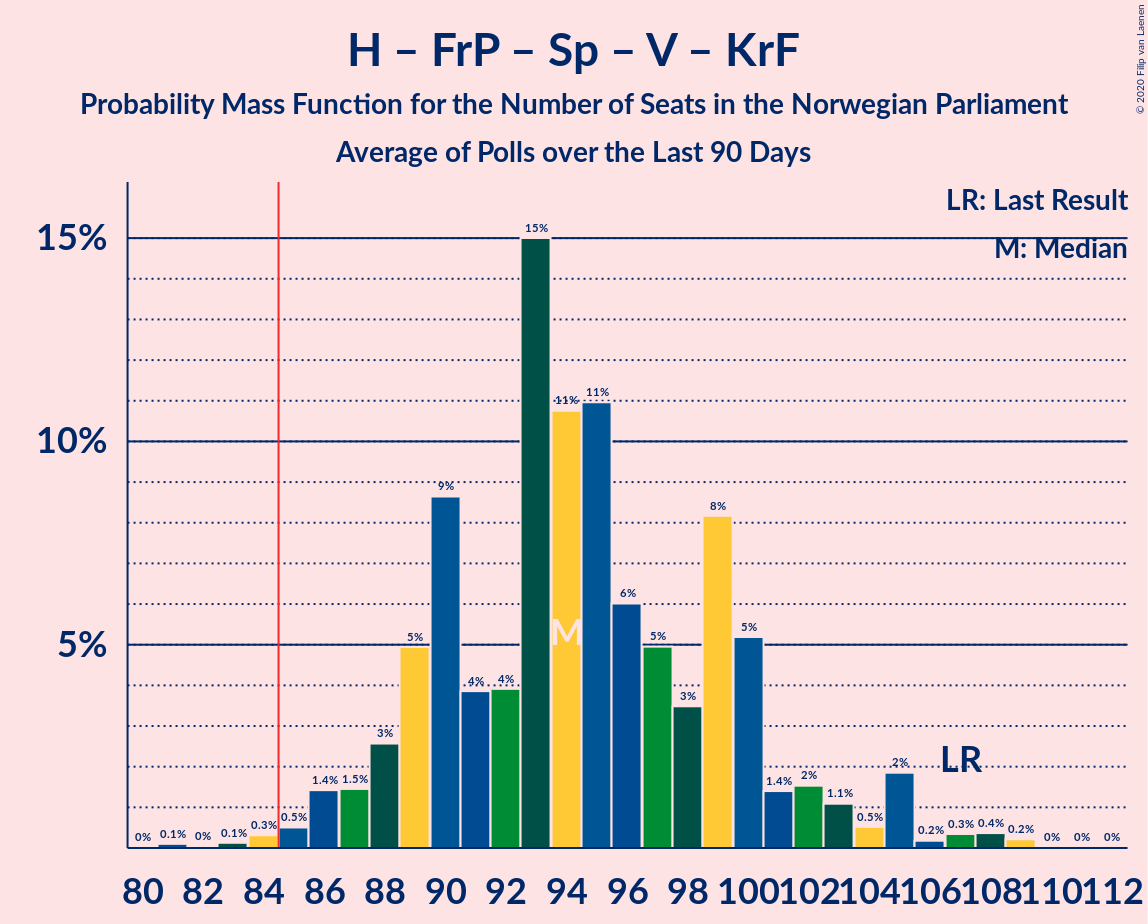 H – FrP – Sp – V – KrF
Probability Mass Function for the Number of Seats in the Norwegian Parliament
Average of Polls over the Last 90 Days
© 2020 Filip van Laenen
LR: Last Result
M: Median
15%
10%
5%
0% 0.1% 0% 0.1% 0.3% 0.5% 1.4% 1.5% 3% 5% 9% 4% 4% 15% 11% 11% 6% 5% 3% 8% 5% 1.4% 2% 1.1% 0.5% 2% 0.2% 0.3% 0.4% 0.2% 0% 0% 0%
M
LR
80 82 84 86 88 90 92 94 96 98 100 102 104 106 108 110 112